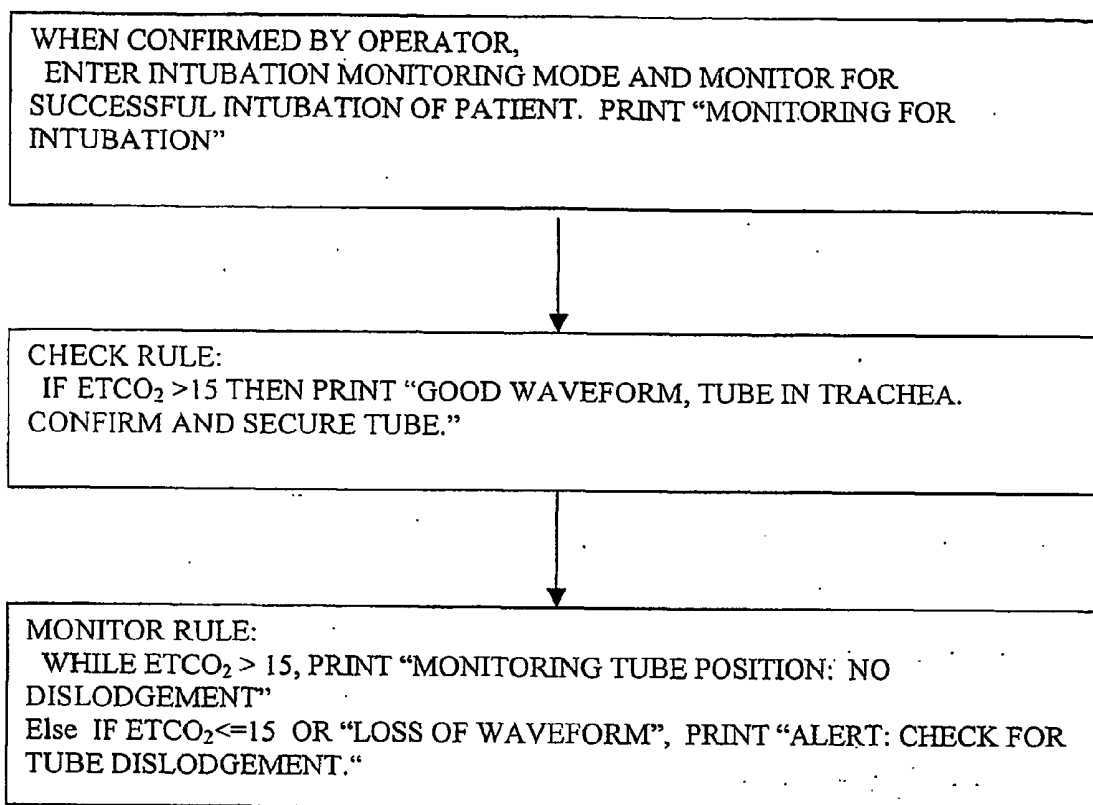 WHEN CONFIRMED BY OPERATOR,
ENTER INTUBATION MONITORING MODE AND MONITOR FOR
SUCCESSFUL INTUBATION OF PATIENT. PRINT “MONITORING FOR
INTUBATION”
CHECK RULE:
IF ETCO₂ >15 THEN PRINT “GOOD WAVEFORM, TUBE IN TRACHEA.
CONFIRM AND SECURE TUBE.”
MONITOR RULE:
WHILE ETCO₂ > 15, PRINT “MONITORING TUBE POSITION: NO
DISLODGEMENT”
Else IF ETCO₂<=15 OR “LOSS OF WAVEFORM”, PRINT “ALERT: CHECK FOR
TUBE DISLODGEMENT.“